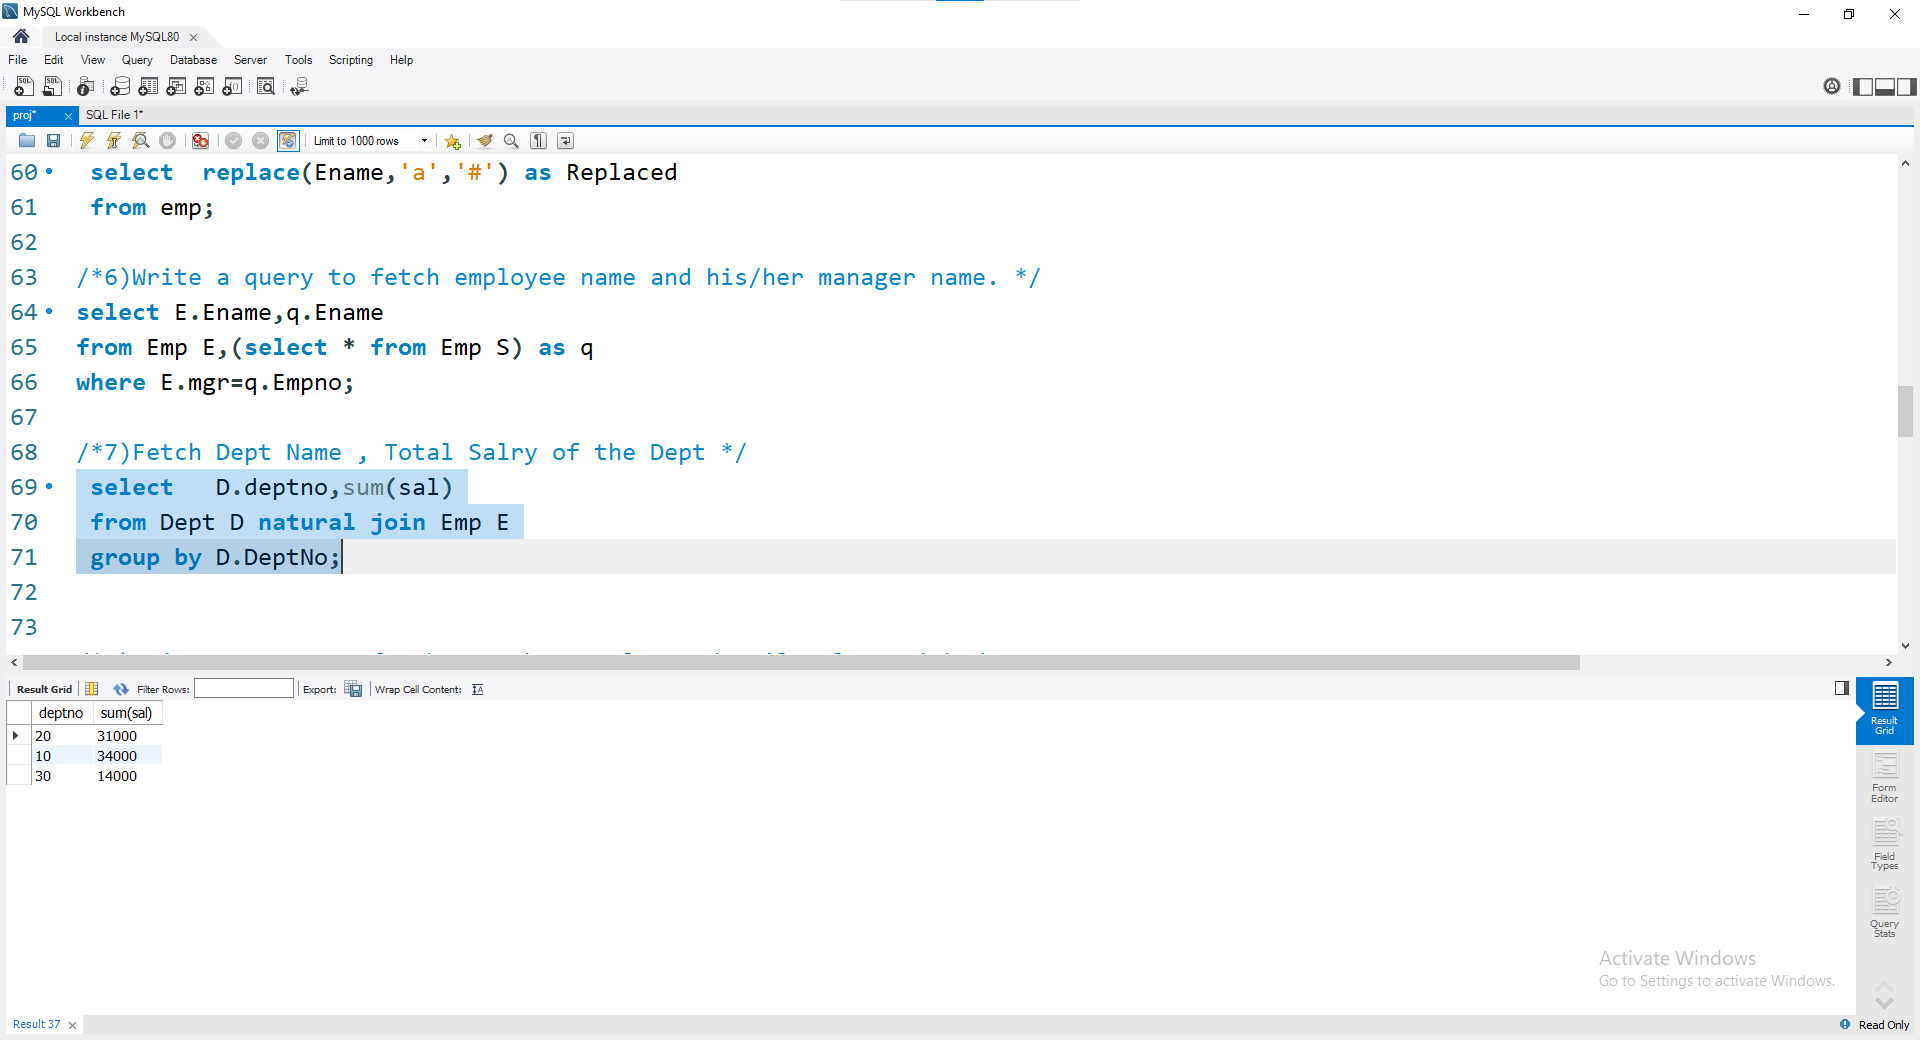 MySQL Workbench
Local instance MySQL80
File Edit View Query Database Server Tools Scripting Help
proj* SQL File 1*
Limit to 1000 rows
60 select  replace(Ename,'a','#') as Replaced
61 from emp;
62
63 /*6)Write a query to fetch employee name and his/her manager name. */
64 select E.Ename,q.Ename
65 from Emp E,(select * from Emp S) as q
66 where E.mgr=q.Empno;
67
68 /*7)Fetch Dept Name , Total Salry of the Dept */
69 select   D.deptno,sum(sal)
70 from Dept D natural join Emp E
71 group by D.DeptNo;
72
73
Result Grid Filter Rows: Export: Wrap Cell Content:
deptno sum(sal)
20 31000
10 34000
30 14000
Result
Grid
Form
Editor
Field
Types
Query
Stats
Activate Windows
Go to Settings to activate Windows.
Result 37
Read Only